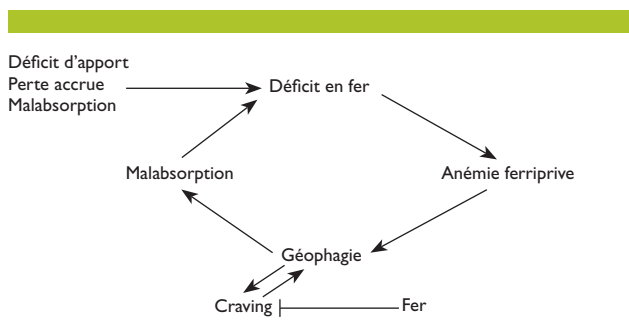 Déficit d’apport
Perte accrue
Malabsorption
Déficit en fer
Malabsorption
Anémie ferriprive
Géophagie
Craving
Fer